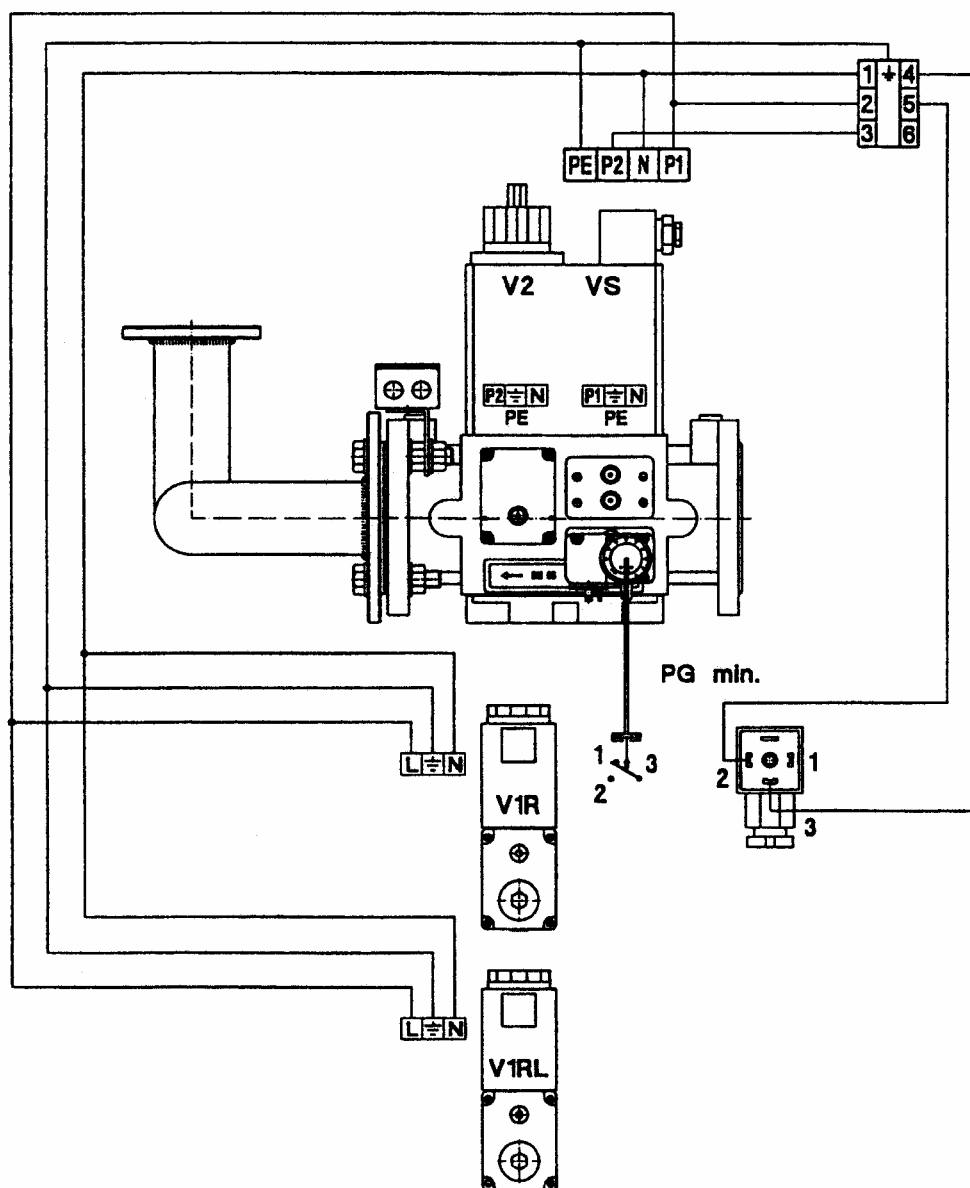 1 ⏚ 4
2 5
3 6
PE P2 N P1
V2 VS
P2 ⏚ N P1 ⏚ N
PE PE
PG min.
1 3
2
2 1
3
L ⏚ N
V1R
L ⏚ N
V1RL